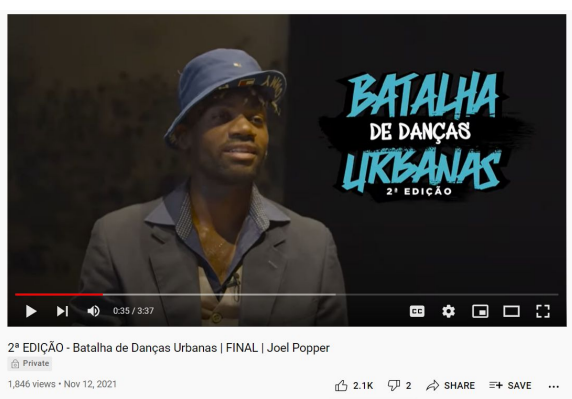 BATALHA
DE DANÇAS
URBANAS
2ª EDIÇÃO
0:35 / 3:37
CC
2ª EDIÇÃO - Batalha de Danças Urbanas | FINAL | Joel Popper
Private
1,846 views • Nov 12, 2021
2.1K 2 SHARE SAVE